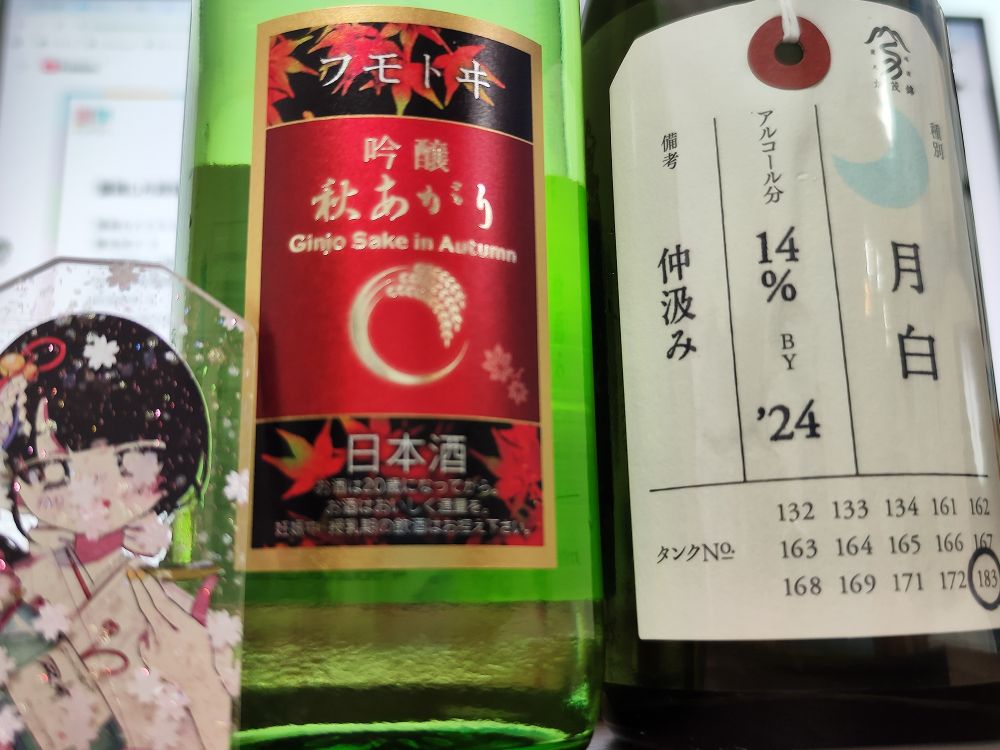 フモトヰ
吟醸
秋あがり
Ginjo Sake in Autumn
日本酒
お酒は20歳になってから。
お酒はおいしく適量を。
妊娠中・授乳期の飲酒はお控え下さい。
種別
月白
アルコール分
14%
BY
'24
備考
仲汲み
タンクNo.
132 133 134 161 162
163 164 165 166 167
168 169 171 172 183